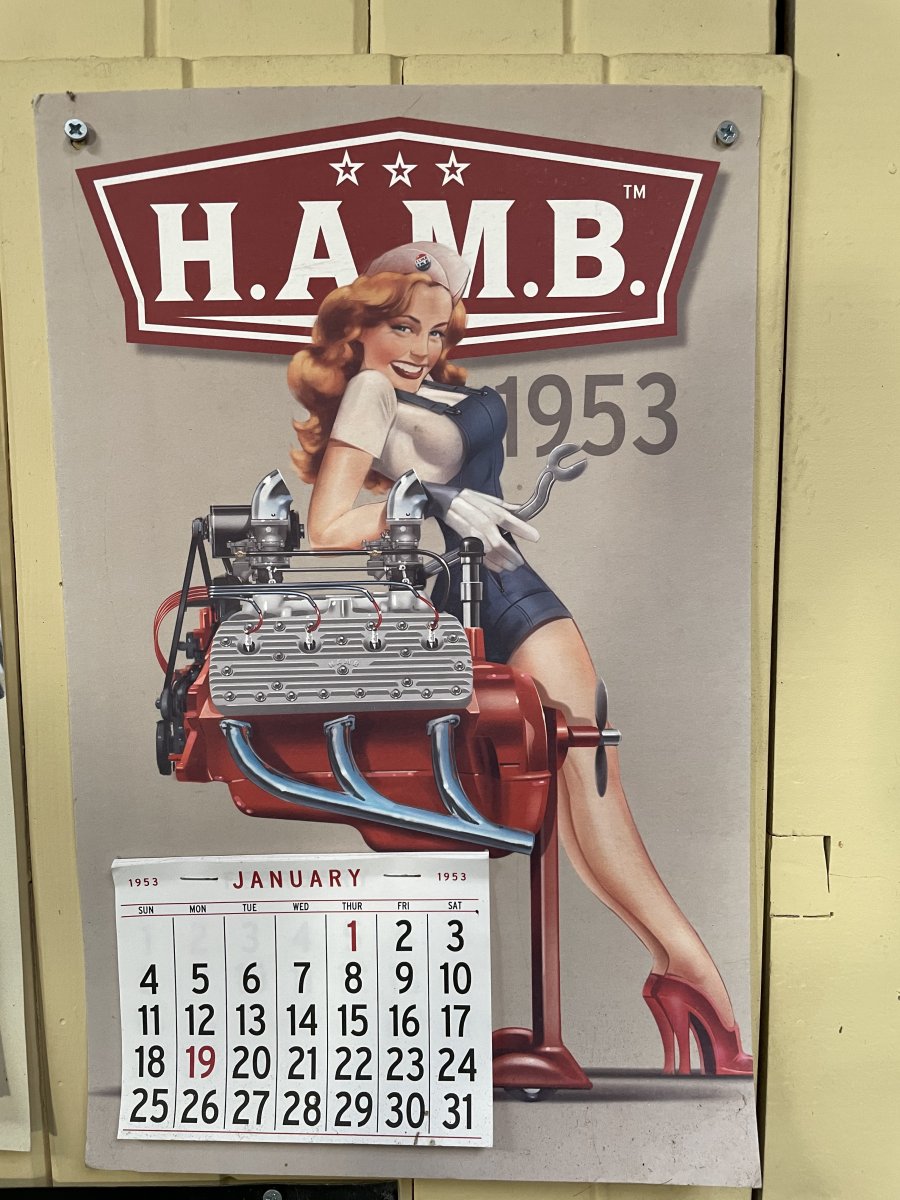 H.A.M.B.™
1953
1953 JANUARY 1953
SUN MON TUE WED THUR FRI SAT
1 2 3
4 5 6 7 8 9 10
11 12 13 14 15 16 17
18 19 20 21 22 23 24
25 26 27 28 29 30 31